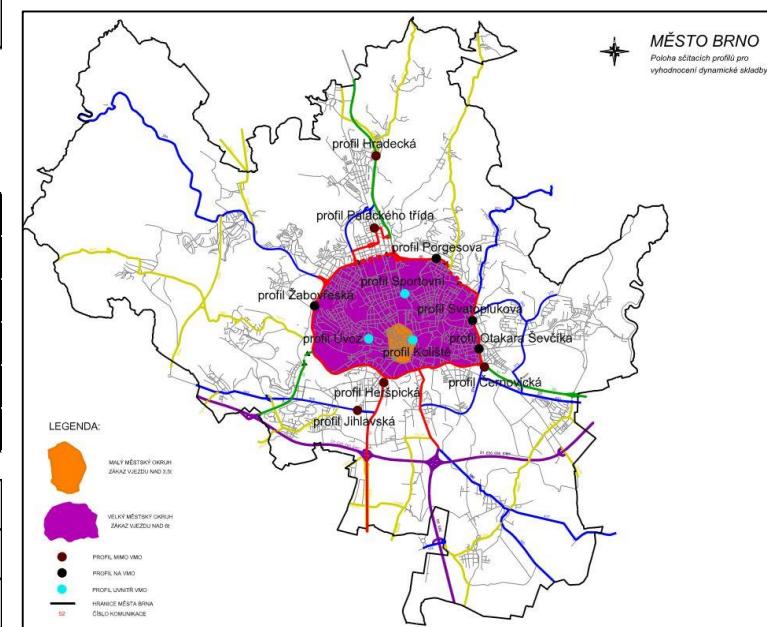 MĚSTO BRNO
Poloha sčítacích profilů pro
vyhodnocení dynamické skladby
profil Hradecká
profil Palackého třída
profil Porgesova
profil Sportovní
profil Žabovřeská
profil Svatoplukova
profil Úvoz
profil Otakara Ševčíka
profil Koliště
profil Černovická
profil Heršpická
profil Jihlavská
LEGENDA:
MALÝ MĚSTSKÝ OKRUH
ZÁKAZ VJEZDU NAD 3,5t
VELKÝ MĚSTSKÝ OKRUH
ZÁKAZ VJEZDU NAD 6t
PROFIL MIMO VMO
PROFIL NA VMO
PROFIL UVNITŘ VMO
HRANICE MĚSTA BRNA
52 ČÍSLO KOMUNIKACE